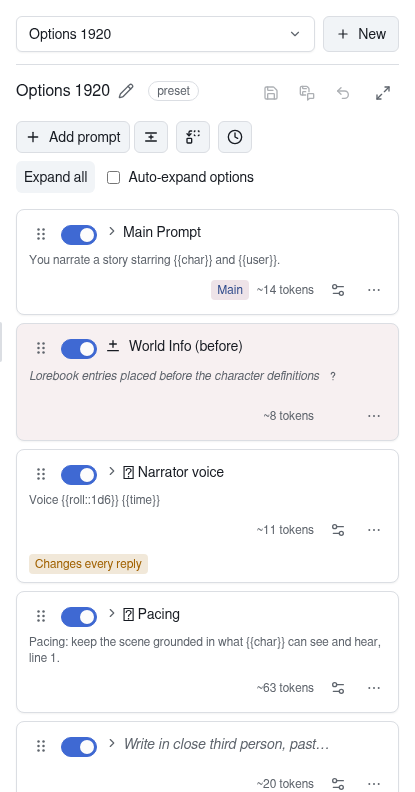 Options 1920
New
Options 1920
preset
Add prompt
Expand all
Auto-expand options
Main Prompt
You narrate a story starring {{char}} and {{user}}.
Main
~14 tokens
World Info (before)
Lorebook entries placed before the character definitions ?
~8 tokens
Narrator voice
Voice {{roll::1d6}} {{time}}
~11 tokens
Changes every reply
Pacing
Pacing: keep the scene grounded in what {{char}} can see and hear,
line 1.
~63 tokens
Write in close third person, past…
~20 tokens